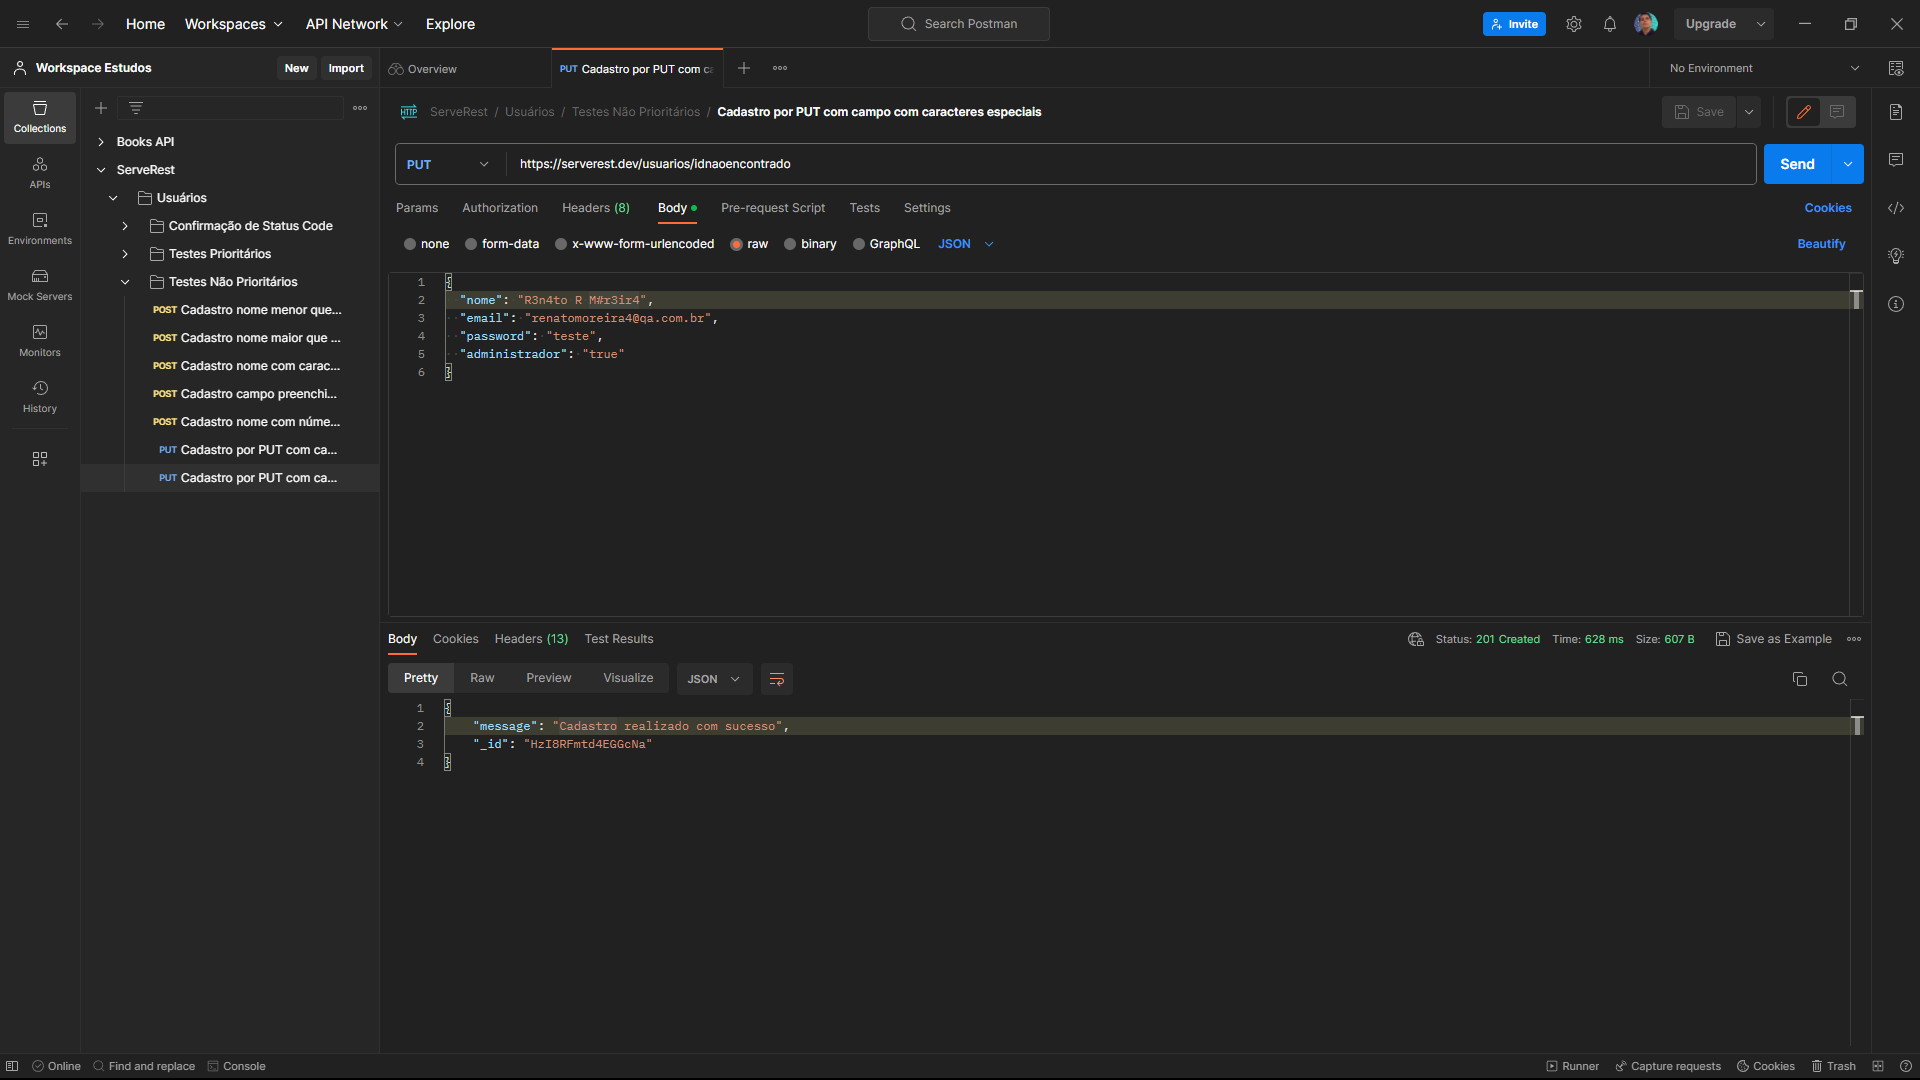 Home
Workspaces
API Network
Explore
Search Postman
Invite
Upgrade
Workspace Estudos
New
Import
Overview
PUT Cadastro por PUT com ca
No Environment
Collections
APIs
Environments
Mock Servers
Monitors
History
Books API
ServeRest
Usuários
Confirmação de Status Code
Testes Prioritários
Testes Não Prioritários
POST Cadastro nome menor que...
POST Cadastro nome maior que ...
POST Cadastro nome com carac...
POST Cadastro campo preenchi...
POST Cadastro nome com núme...
PUT Cadastro por PUT com ca...
PUT Cadastro por PUT com ca...
HTTP ServeRest / Usuários / Testes Não Prioritários / Cadastro por PUT com campo com caracteres especiais
Save
PUT
https://serverest.dev/usuarios/idnaoencontrado
Send
Params
Authorization
Headers (8)
Body
Pre-request Script
Tests
Settings
Cookies
none
form-data
x-www-form-urlencoded
raw
binary
GraphQL
JSON
Beautify
1 {
2 "nome": "R3n4to R M#r3ir4",
3 "email": "renatomoreira4@qa.com.br",
4 "password": "teste",
5 "administrador": "true"
6 }
Body
Cookies
Headers (13)
Test Results
Status: 201 Created
Time: 628 ms
Size: 607 B
Save as Example
Pretty
Raw
Preview
Visualize
JSON
1 {
2 "message": "Cadastro realizado com sucesso",
3 "_id": "HzI8RFmtd4EGGcNa"
4 }
Online
Find and replace
Console
Runner
Capture requests
Cookies
Trash